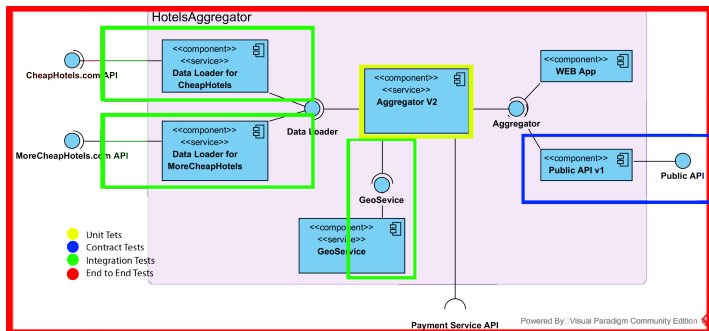 HotelsAggregator
<<component>>
<<service>>
Data Loader for
CheapHotels
CheapHotels.com API
<<component>>
<<service>>
Aggregator V2
<<component>>
WEB App
Data Loader
Aggregator
<<component>>
<<service>>
Data Loader for
MoreCheapHotels
MoreCheapHotels.com API
<<component>>
Public API v1
Public API
GeoSevice
<<component>>
<<service>>
GeoService
Unit Tets
Contract Tests
Integration Tests
End to End Tests
Payment Service API
Powered By Visual Paradigm Community Edition